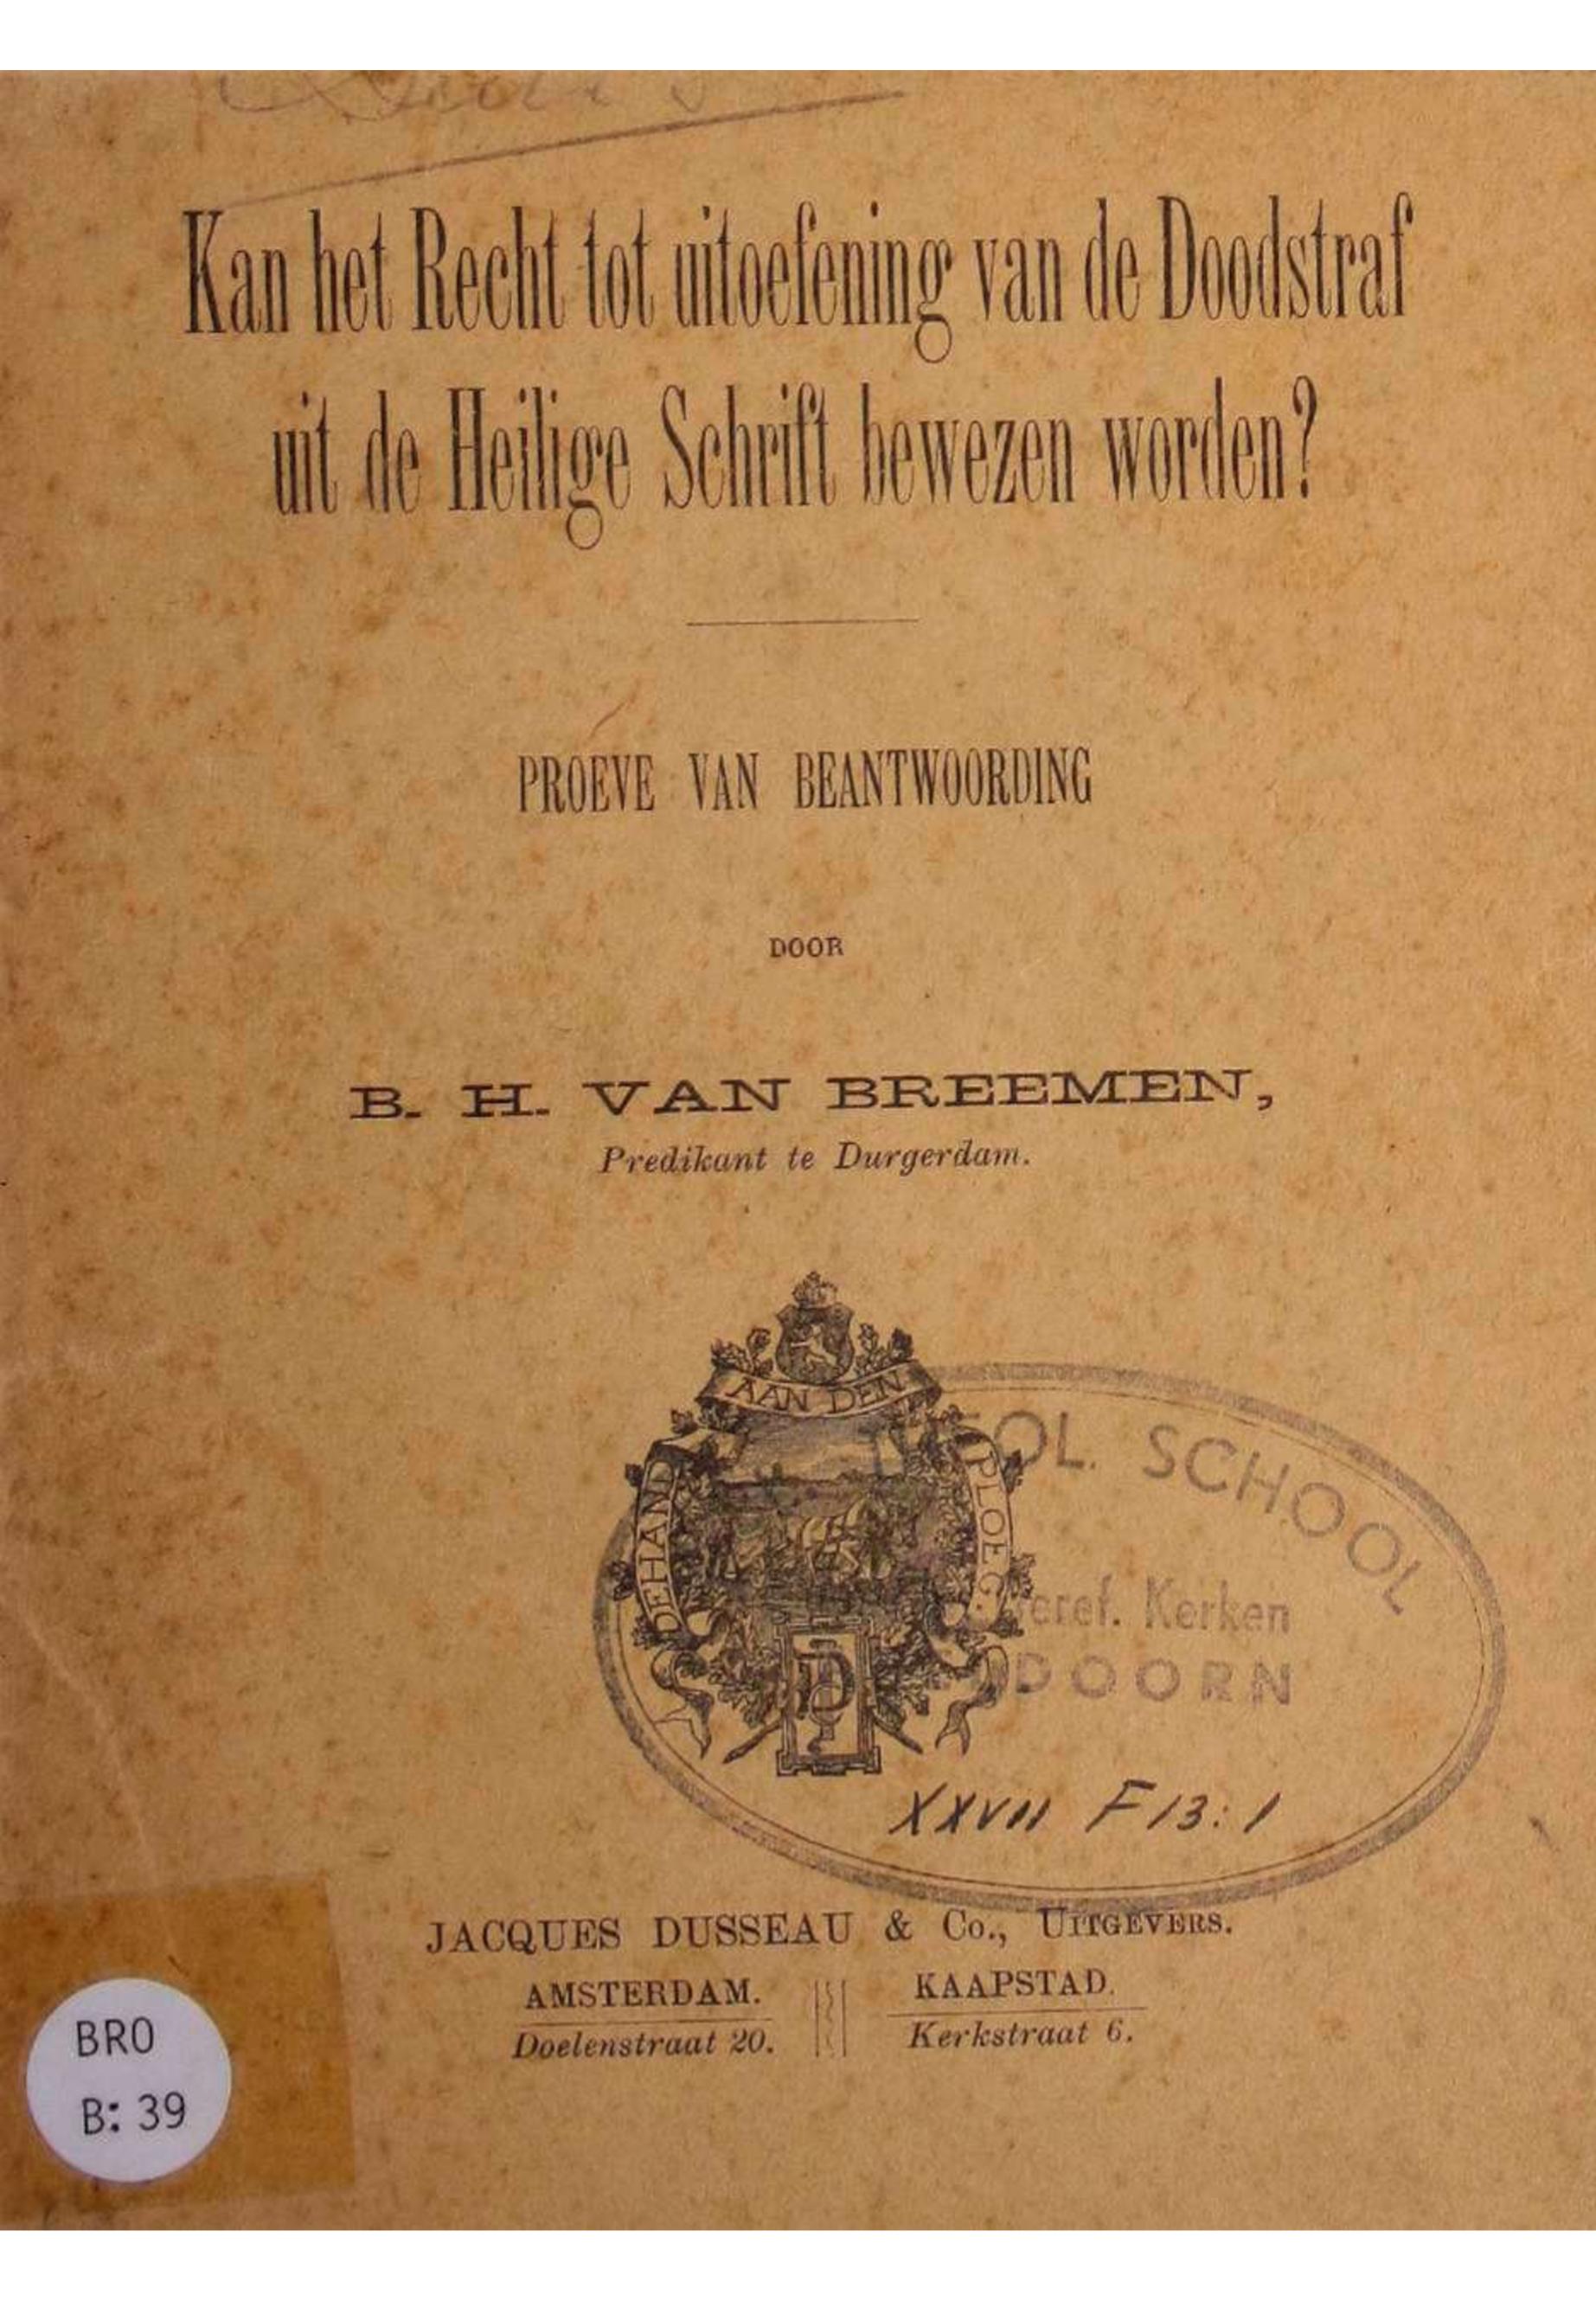 Kan het Recht tot uitoefening van de Doodstraf
uit de Heilige Schrift bewezen worden?
PROEVE VAN BEANTWOORDING
DOOR
B. H. VAN BREEMEN,
Predikant te Durgerdam.
AAN DEN
DE HAND
PLOEG.
OL. SCHOOL
eref. Kerken
DOORN
XXVII F13:1
JACQUES DUSSEAU & Co., UITGEVERS.
AMSTERDAM. KAAPSTAD.
Doelenstraat 20. Kerkstraat 6.
BRO
B: 39